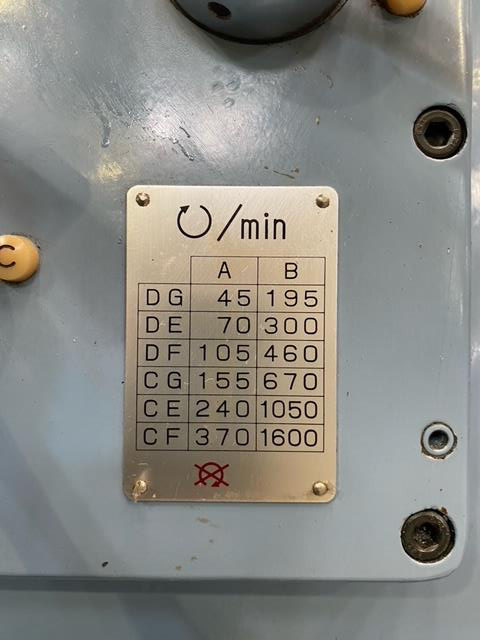 /min
A B
DG 45 195
DE 70 300
DF 105 460
CG 155 670
CE 240 1050
CF 370 1600
C